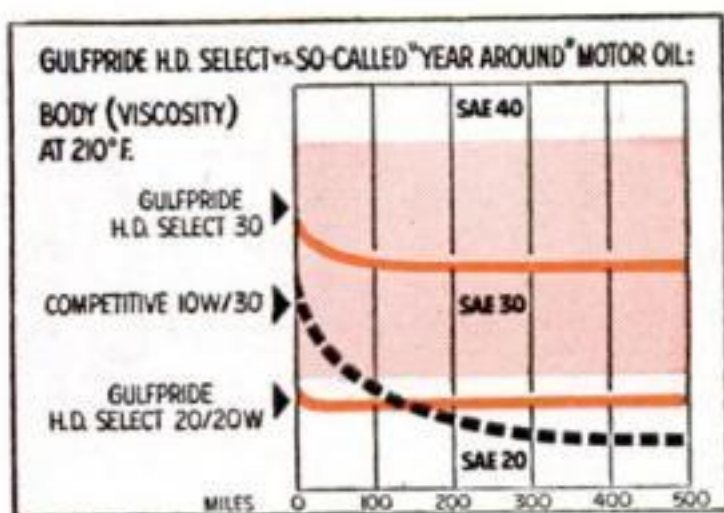 GULFPRIDE H.D. SELECT vs. SO-CALLED "YEAR AROUND" MOTOR OIL:
BODY (VISCOSITY)
AT 210°F.
SAE 40
GULFPRIDE
H.D. SELECT 30
COMPETITIVE 10W/30
SAE 30
GULFPRIDE
H.D. SELECT 20/20W
SAE 20
MILES 0 100 200 300 400 500